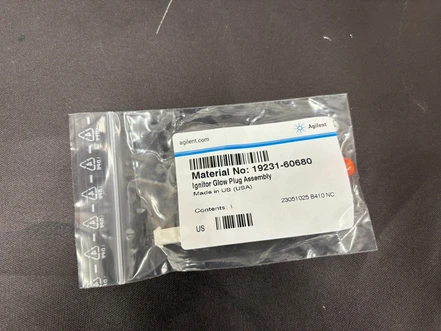 agilent.com
Agilent
Material No: 19231-60680
Ignitor Glow Plug Assembly
Made in US (USA)
Contents: 1
23051025 B410 NC
US